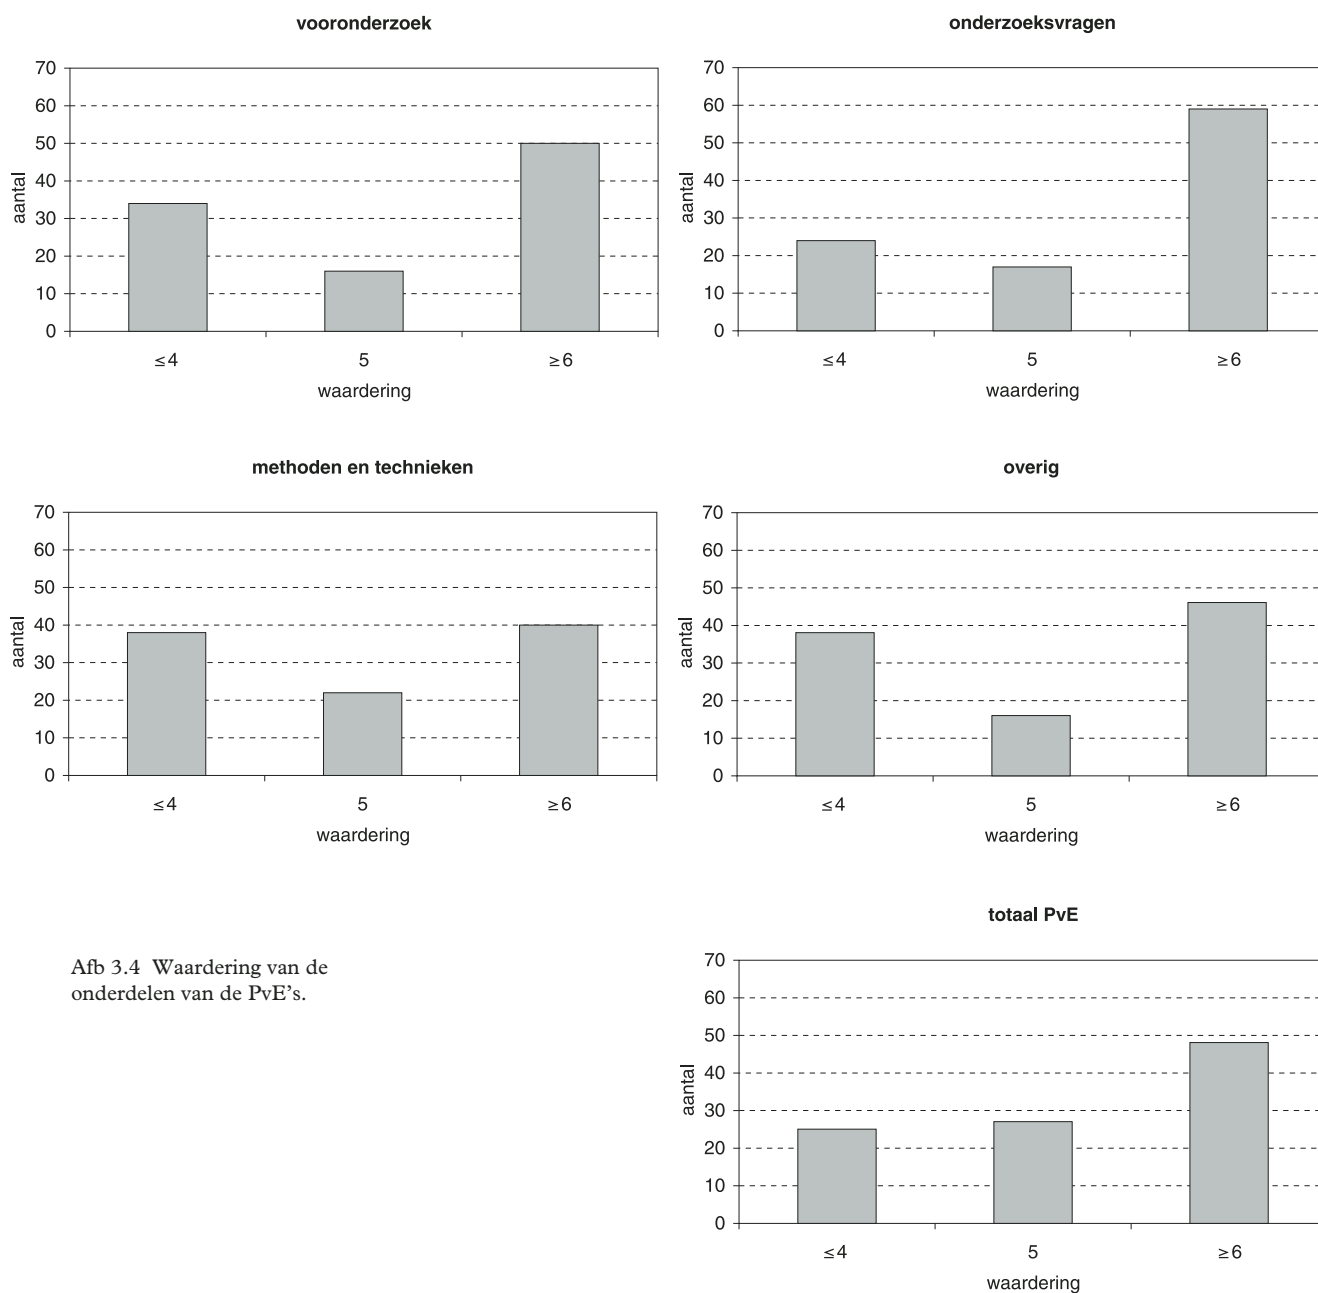 vooronderzoek
70
60
50
40
30
20
10
0
aantal
≤4 5 ≥6
waardering
onderzoeksvragen
70
60
50
40
30
20
10
0
aantal
≤4 5 ≥6
waardering
methoden en technieken
70
60
50
40
30
20
10
0
aantal
≤4 5 ≥6
waardering
overig
70
60
50
40
30
20
10
0
aantal
≤4 5 ≥6
waardering
Afb 3.4 Waardering van de
onderdelen van de PvE’s.
totaal PvE
70
60
50
40
30
20
10
0
aantal
≤4 5 ≥6
waardering